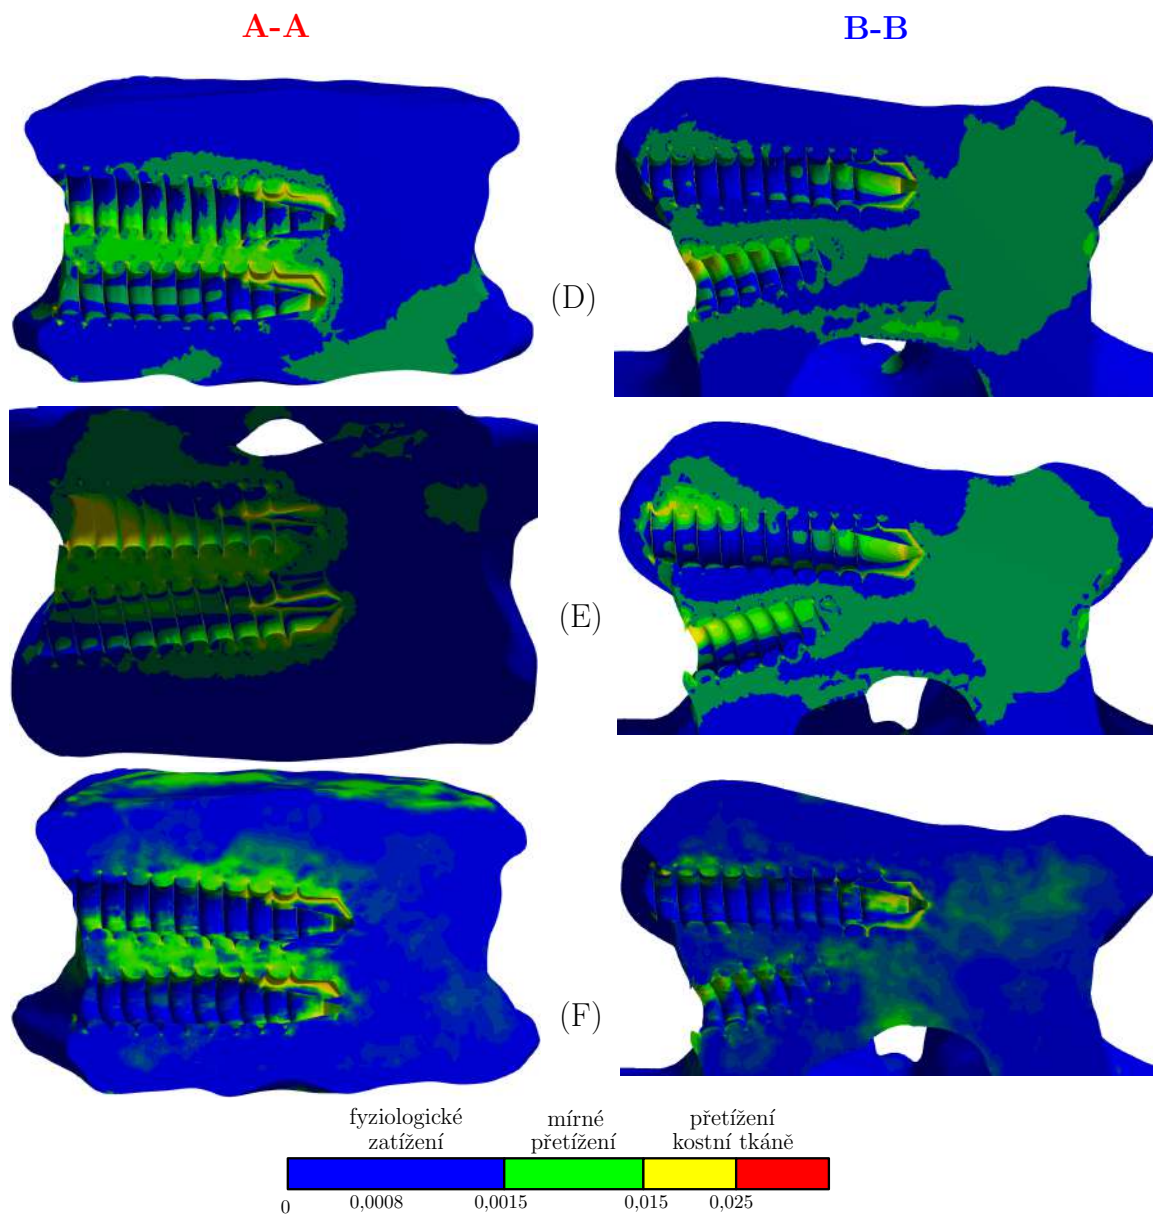 A-A
B-B
(D)
(E)
(F)
fyziologické
zatížení
mírné
přetížení
přetížení
kostní tkáně
0
0,0008
0,0015
0,015
0,025